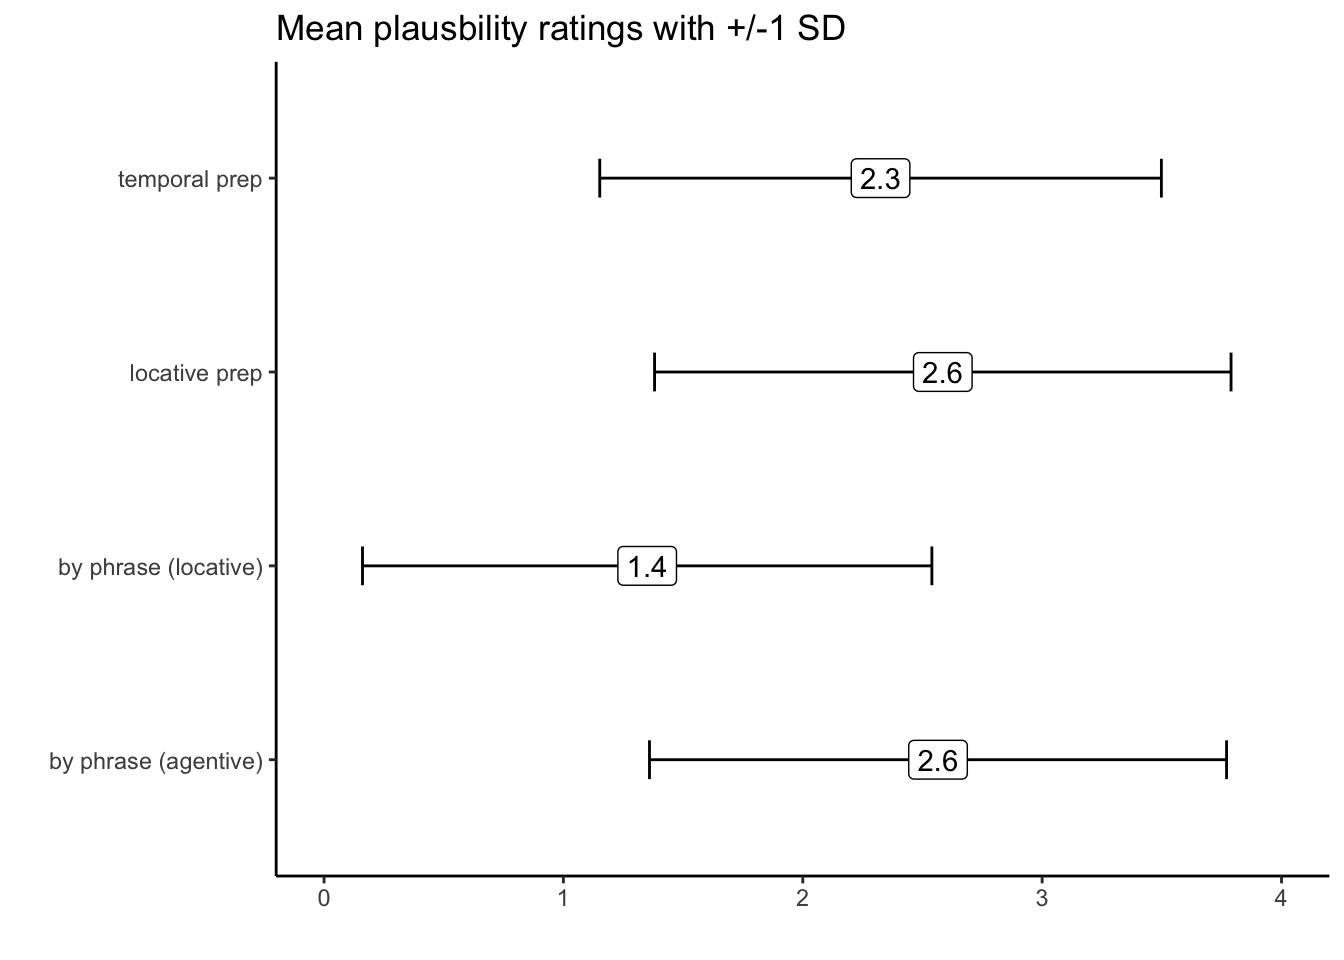 Mean plausbility ratings with +/-1 SD
temporal prep
2.3
locative prep
2.6
by phrase (locative)
1.4
by phrase (agentive)
2.6
0 1 2 3 4